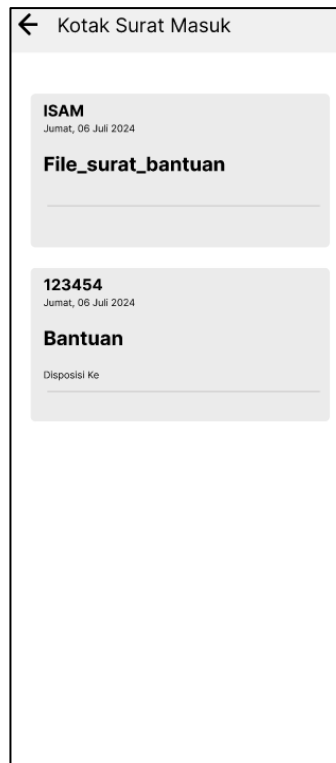 Kotak Surat Masuk
ISAM
Jumat, 06 Juli 2024
File_surat_bantuan
123454
Jumat, 06 Juli 2024
Bantuan
Disposisi Ke